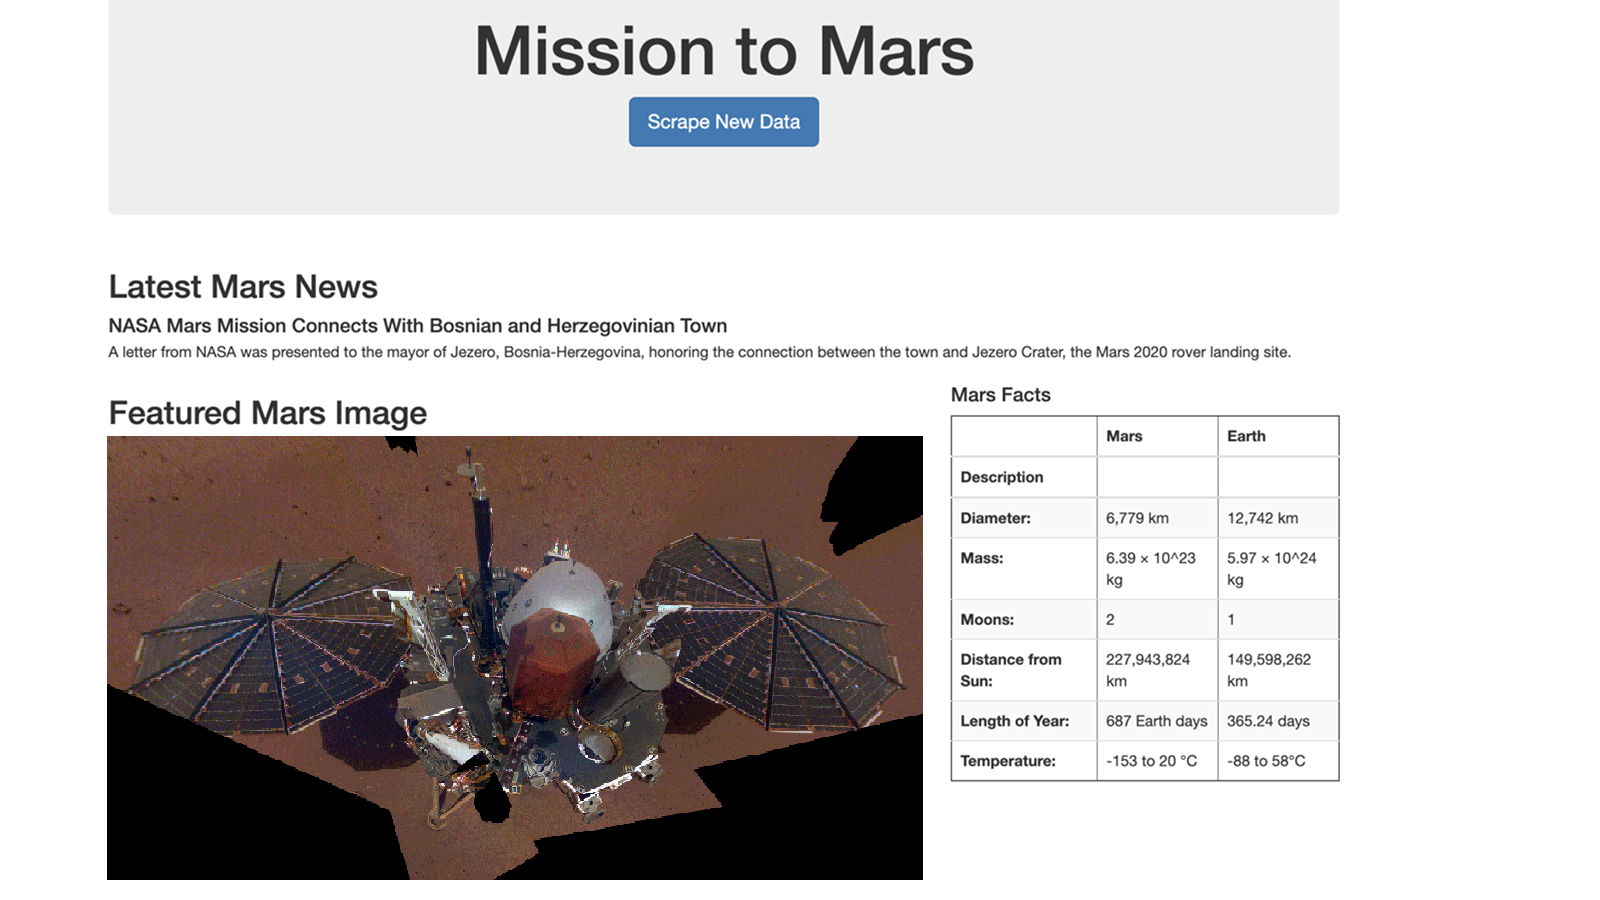 Mission to Mars
Scrape New Data
Latest Mars News
NASA Mars Mission Connects With Bosnian and Herzegovinian Town
A letter from NASA was presented to the mayor of Jezero, Bosnia-Herzegovina, honoring the connection between the town and Jezero Crater, the Mars 2020 rover landing site.
Featured Mars Image
Mars Facts
Mars Earth
Description
Diameter: 6,779 km 12,742 km
Mass: 6.39 × 10^23 kg 5.97 × 10^24 kg
Moons: 2 1
Distance from Sun: 227,943,824 km 149,598,262 km
Length of Year: 687 Earth days 365.24 days
Temperature: -153 to 20 °C -88 to 58°C